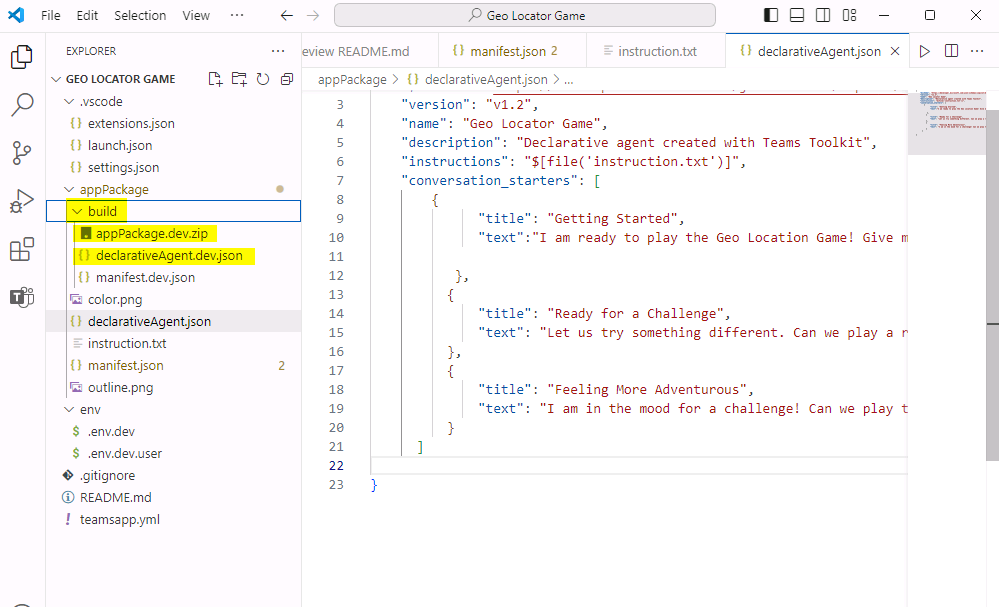 File Edit Selection View ··· Geo Locator Game
EXPLORER ···
GEO LOCATOR GAME
.vscode
{} extensions.json
{} launch.json
{} settings.json
appPackage
build
appPackage.dev.zip
{} declarativeAgent.dev.json
{} manifest.dev.json
color.png
{} declarativeAgent.json
instruction.txt
{} manifest.json 2
outline.png
env
$ .env.dev
$ .env.dev.user
.gitignore
README.md
! teamsapp.yml
eview README.md {} manifest.json 2 instruction.txt {} declarativeAgent.json
appPackage > {} declarativeAgent.json > ...
3 "version": "v1.2",
4 "name": "Geo Locator Game",
5 "description": "Declarative agent created with Teams Toolkit",
6 "instructions": "$[file('instruction.txt')]",
7 "conversation_starters": [
8 {
9 "title": "Getting Started",
10 "text":"I am ready to play the Geo Location Game! Give m
11
12 },
13 {
14 "title": "Ready for a Challenge",
15 "text": "Let us try something different. Can we play a r
16 },
17 {
18 "title": "Feeling More Adventurous",
19 "text": "I am in the mood for a challenge! Can we play t
20 }
21 ]
22
23 }